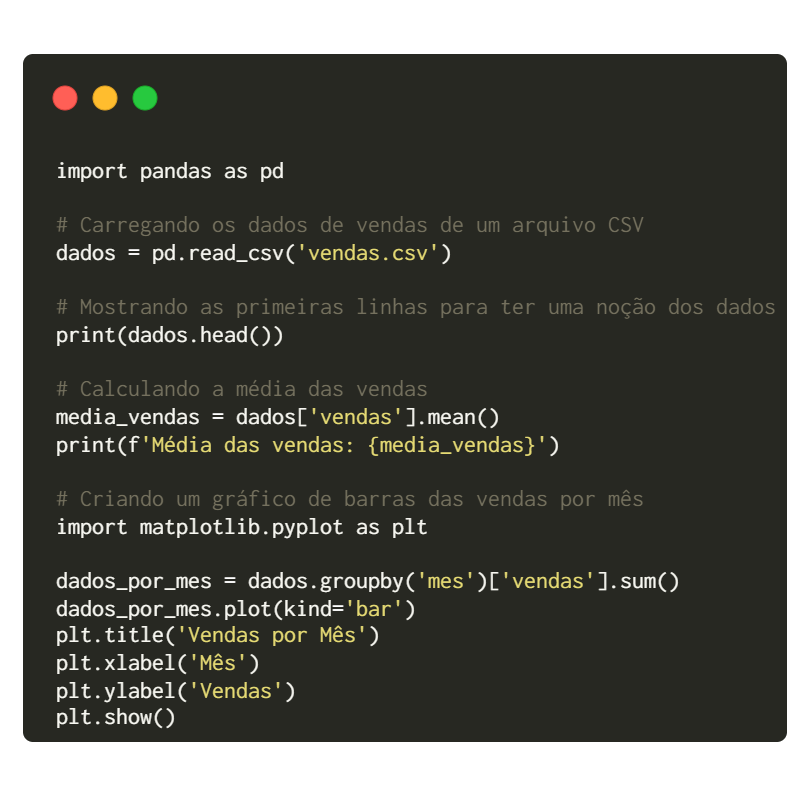 import pandas as pd
# Carregando os dados de vendas de um arquivo CSV
dados = pd.read_csv('vendas.csv')
# Mostrando as primeiras linhas para ter uma noção dos dados
print(dados.head())
# Calculando a média das vendas
media_vendas = dados['vendas'].mean()
print(f'Média das vendas: {media_vendas}')
# Criando um gráfico de barras das vendas por mês
import matplotlib.pyplot as plt
dados_por_mes = dados.groupby('mes')['vendas'].sum()
dados_por_mes.plot(kind='bar')
plt.title('Vendas por Mês')
plt.xlabel('Mês')
plt.ylabel('Vendas')
plt.show()